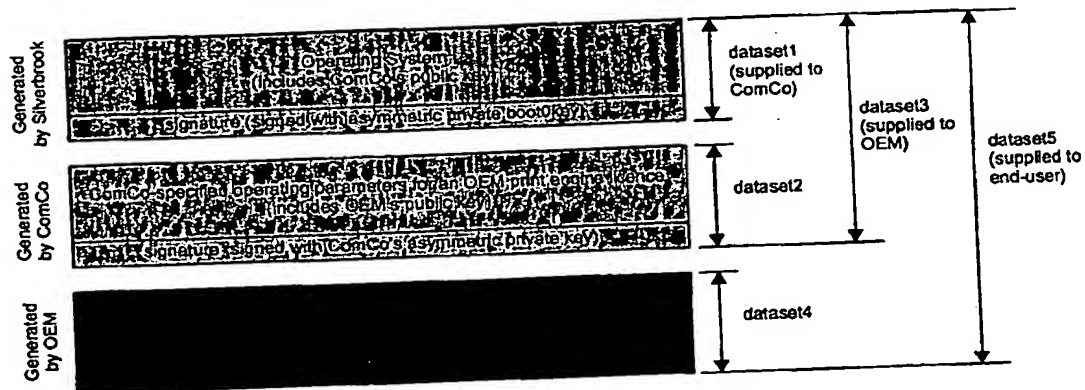 Generated
by Silverbrook
Operating System
(includes ComCo's public key)
signature (signed with asymmetric private boot0key)
dataset1
(supplied to
ComCo)
dataset3
(supplied to
OEM)
dataset5
(supplied to
end-user)
Generated
by ComCo
ComCo-specified operating parameters for an OEM print engine licence
(includes OEM's public key)
signature (signed with ComCo's asymmetric private key)
dataset2
Generated
by OEM
dataset4